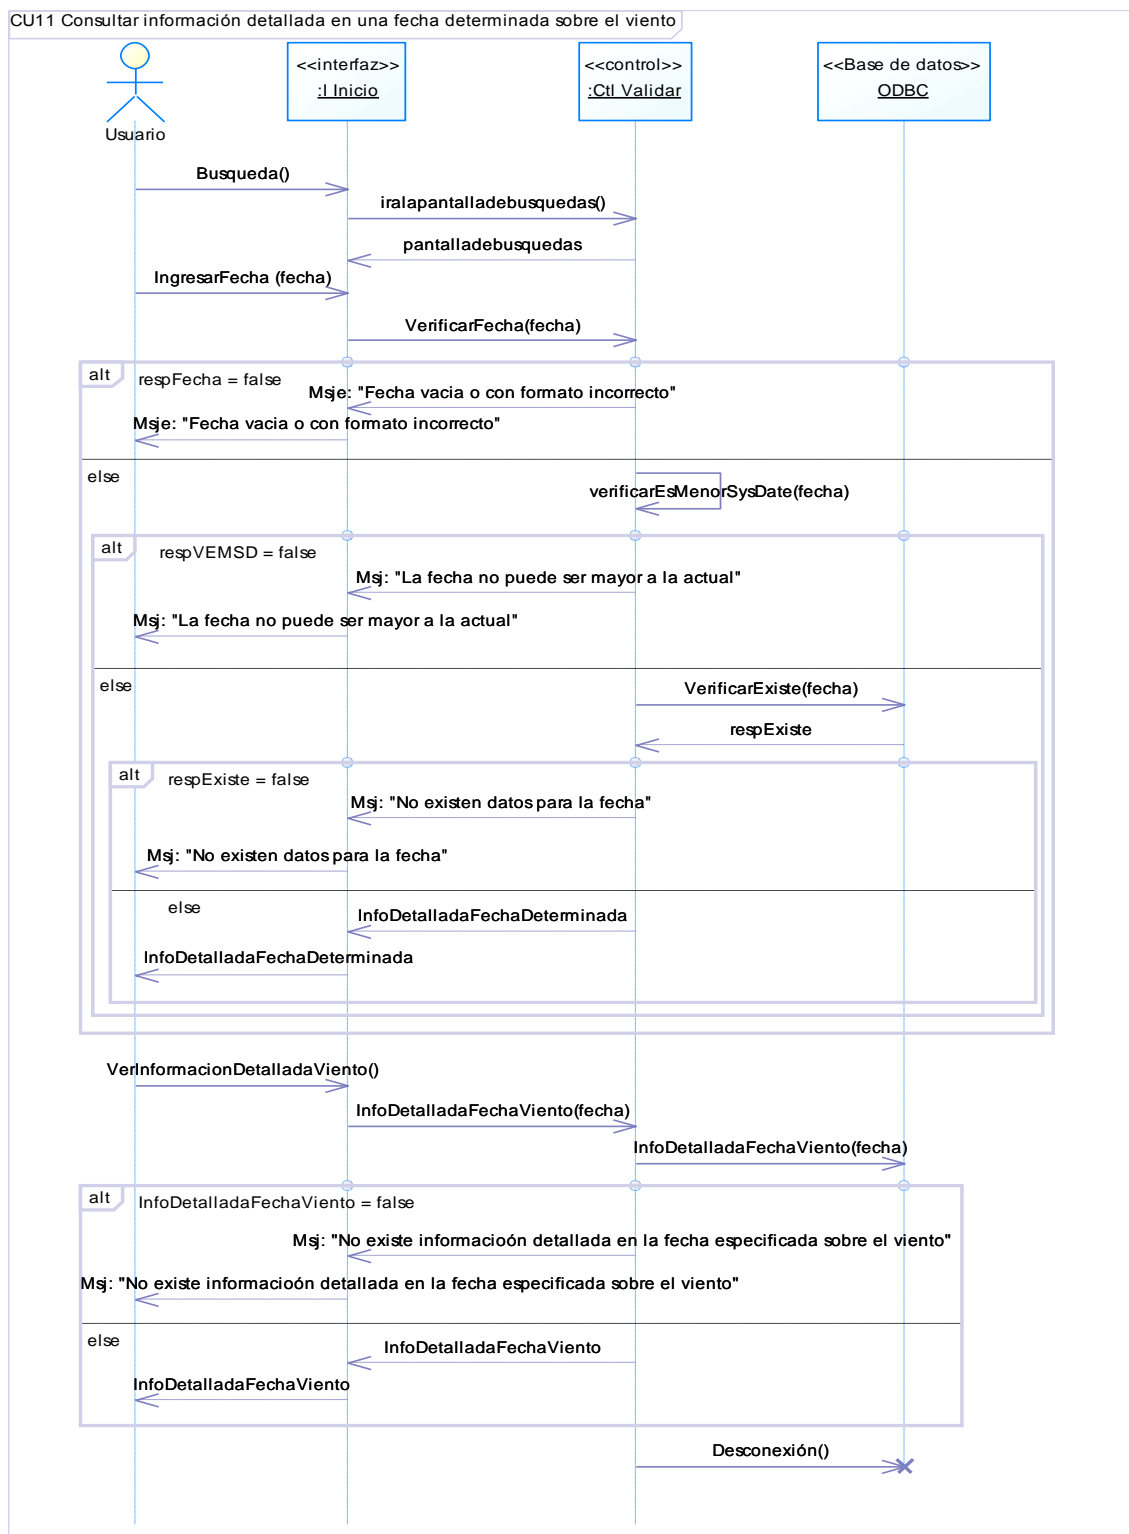 CU11 Consultar información detallada en una fecha determinada sobre el viento
<<interfaz>>
:I Inicio
<<control>>
:Ctl Validar
<<Base de datos>>
ODBC
Usuario
Busqueda()
iralapantalladebusquedas()
pantalladebusquedas
IngresarFecha (fecha)
VerificarFecha(fecha)
alt
respFecha = false
Msje: "Fecha vacia o con formato incorrecto"
Msje: "Fecha vacia o con formato incorrecto"
else
verificarEsMenorSysDate(fecha)
alt
respVEMSD = false
Msj: "La fecha no puede ser mayor a la actual"
Msj: "La fecha no puede ser mayor a la actual"
else
VerificarExiste(fecha)
respExiste
alt
respExiste = false
Msj: "No existen datos para la fecha"
Msj: "No existen datos para la fecha"
else
InfoDetalladaFechaDeterminada
InfoDetalladaFechaDeterminada
VerInformacionDetalladaViento()
InfoDetalladaFechaViento(fecha)
InfoDetalladaFechaViento(fecha)
alt
InfoDetalladaFechaViento = false
Msj: "No existe informacioón detallada en la fecha especificada sobre el viento"
Msj: "No existe informacioón detallada en la fecha especificada sobre el viento"
else
InfoDetalladaFechaViento
InfoDetalladaFechaViento
Desconexión()